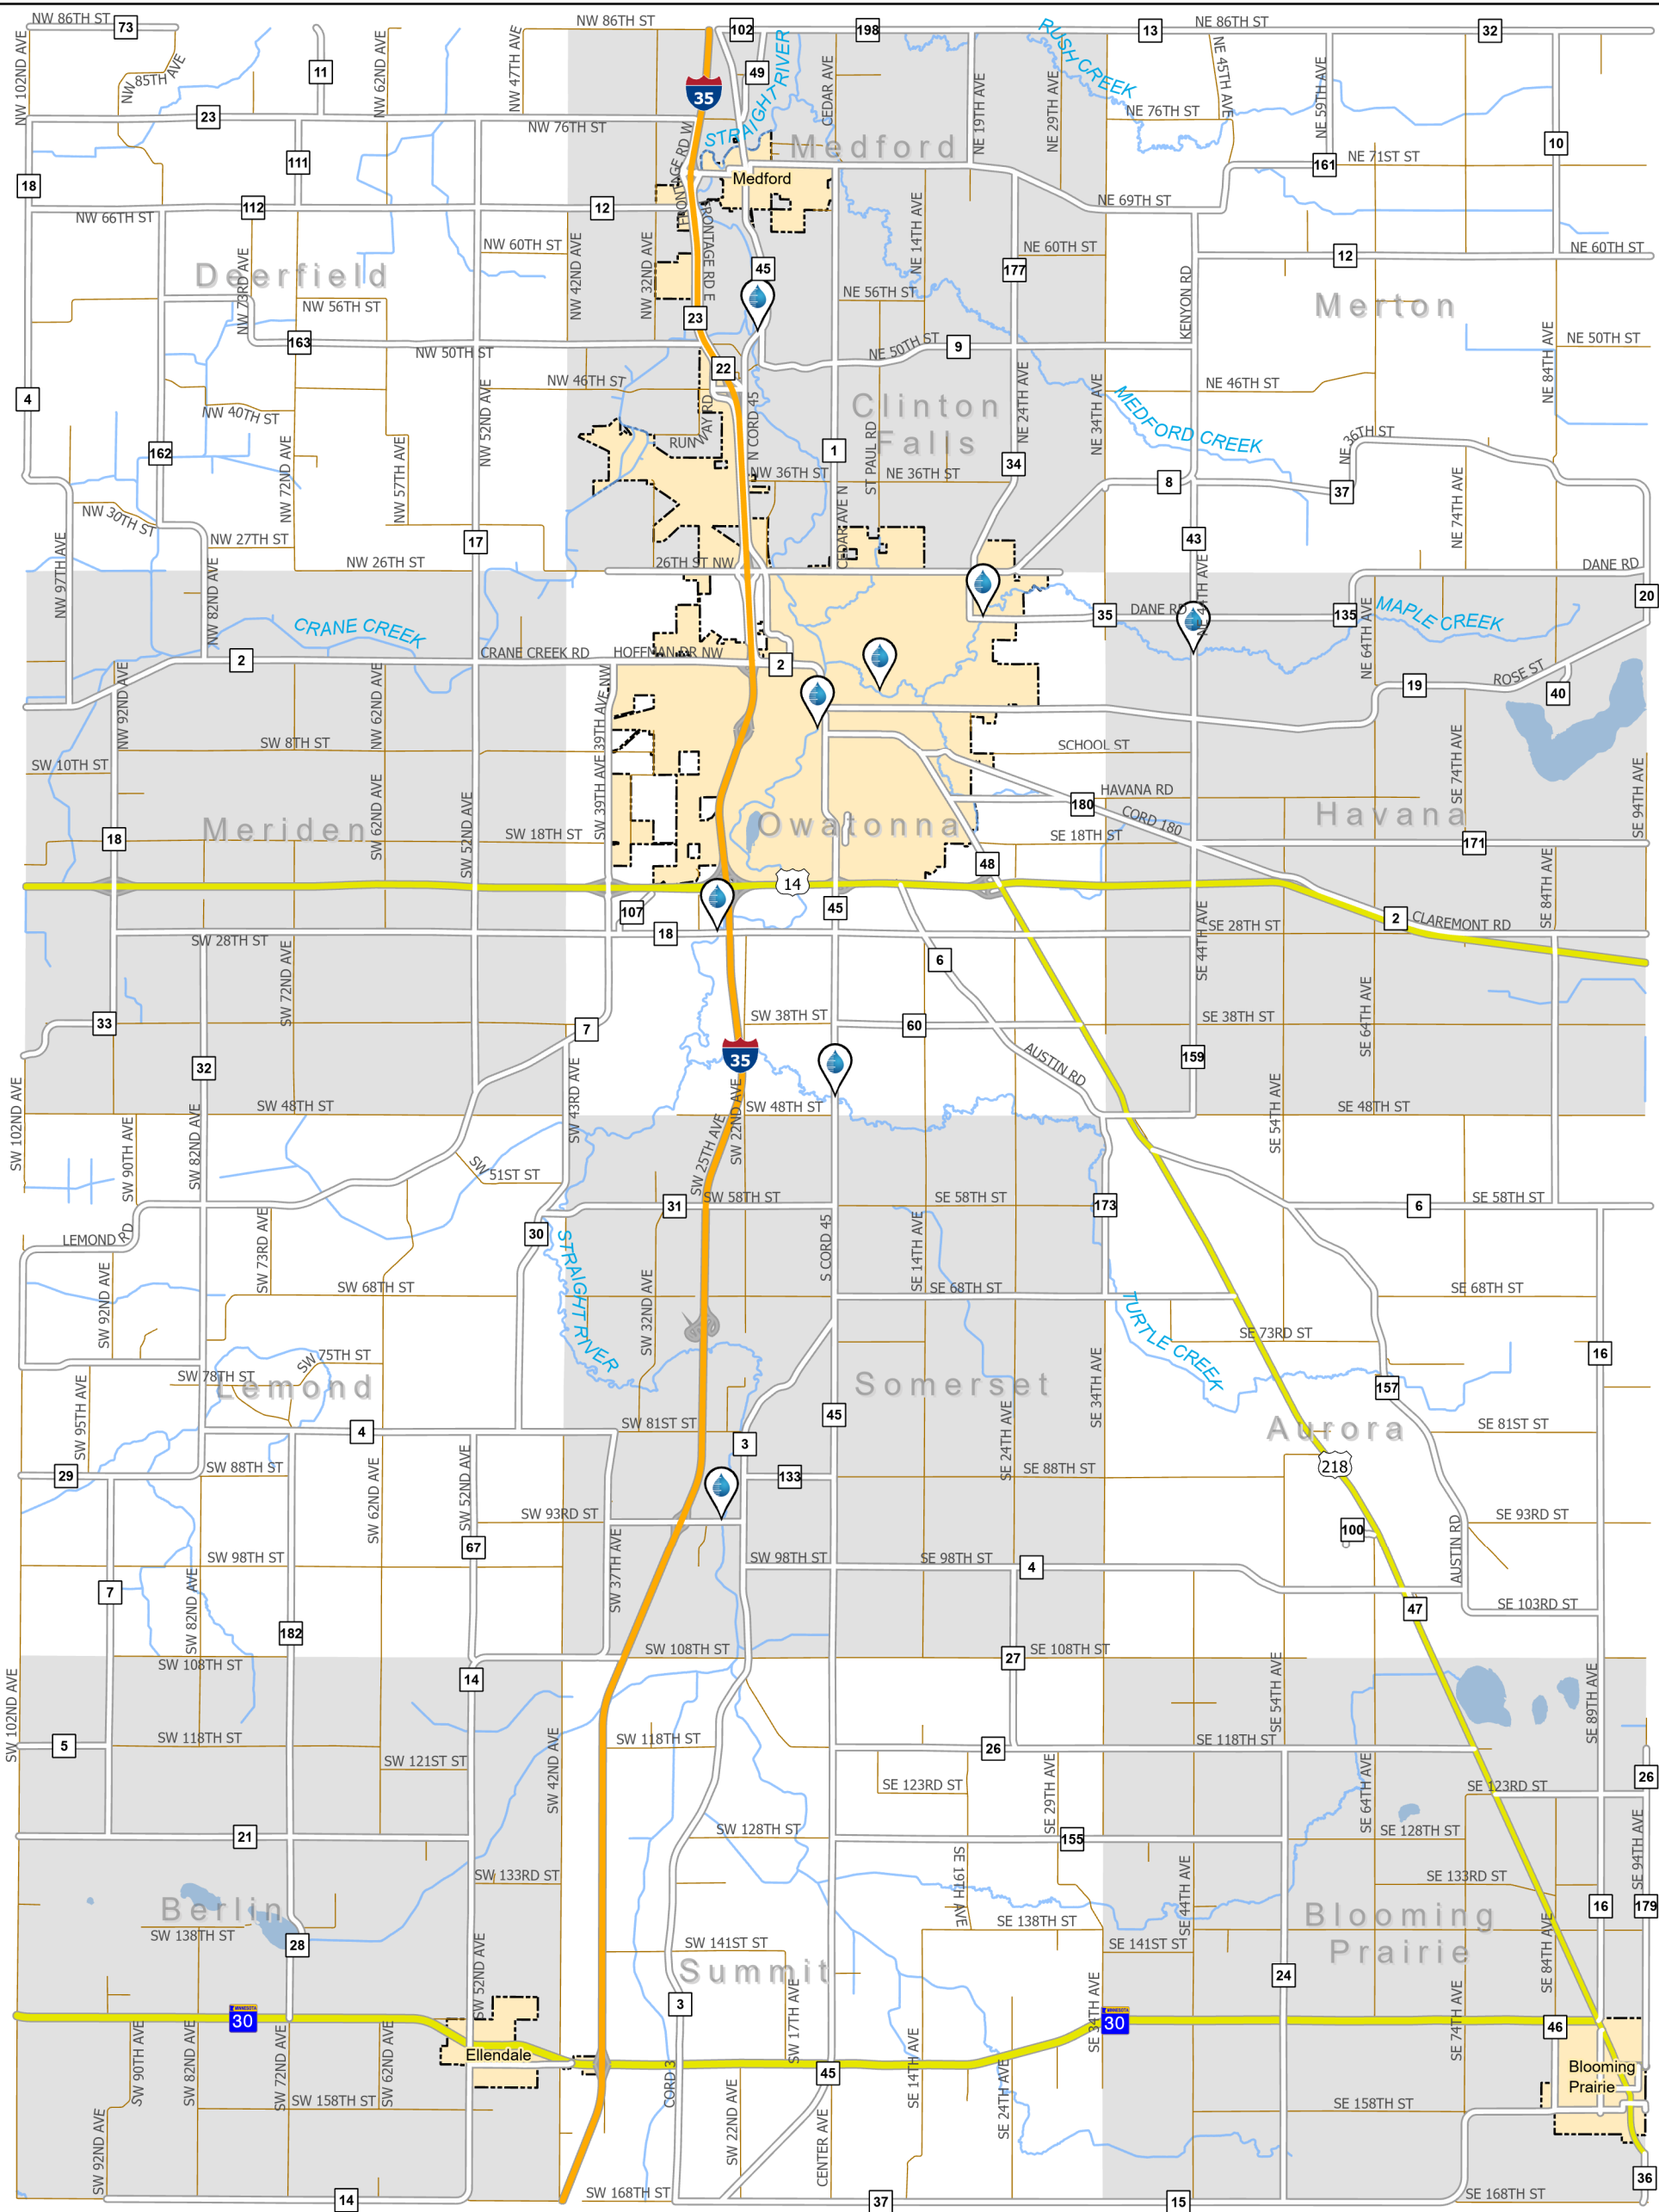 NW 86TH ST
73
NW 86TH ST
102
198
13
NE 86TH ST
32
NW 102ND AVE
NW 85TH AVE
11
NW 62ND AVE
NW 47TH AVE
35
49
STRAIGHT RIVER
CEDAR AVE
NE 19TH AVE
NE 29TH AVE
RUSH CREEK
NE 45TH AVE
NE 59TH AVE
23
NW 76TH ST
NE 76TH ST
10
111
Medford
Medford
161
NE 71ST ST
18
112
NW 66TH ST
12
FRONTAGE RD W
FRONTAGE RD E
NE 69TH ST
NW 60TH ST
NW 42ND AVE
NW 32ND AVE
45
NE 14TH AVE
177
NE 60TH ST
KENYON RD
12
NE 60TH ST
Deerfield
NW 73RD AVE
NW 56TH ST
NE 56TH ST
Merton
23
163
NW 50TH ST
NE 50TH ST
9
NE 84TH AVE
NE 50TH ST
22
NW 46TH ST
NE 46TH ST
4
NW 40TH ST
NW 52ND AVE
N CORD 45
Clinton
Falls
NE 24TH AVE
NE 34TH AVE
MEDFORD CREEK
RUNWAY RD
162
NW 72ND AVE
NW 57TH AVE
1
ST PAUL RD
34
NE 36TH ST
NW 36TH ST
NE 36TH ST
8
37
NW 30TH ST
CEDAR AVE N
43
NE 74TH AVE
NW 27TH ST
17
NW 97TH AVE
NW 82ND AVE
NW 26TH ST
26TH ST NW
NE 44TH AVE
DANE RD
20
35
DANE RD
135
MAPLE CREEK
NE 64TH AVE
CRANE CREEK
2
CRANE CREEK RD
HOFFMAN DR NW
2
19
ROSE ST
40
NW 92ND AVE
NW 62ND AVE
39TH AVE NW
SW 8TH ST
SCHOOL ST
SW 10TH ST
SW 62ND AVE
SW 52ND AVE
SW 39TH AVE
180
HAVANA RD
CORD 180
SE 74TH AVE
SE 94TH AVE
18
Meriden
SW 18TH ST
Owatonna
SE 18TH ST
Havana
171
48
14
107
45
SE 84TH AVE
2
CLAREMONT RD
18
SW 28TH ST
SE 28TH ST
6
SW 72ND AVE
SE 44TH AVE
SE 64TH AVE
33
7
SW 38TH ST
60
SE 38TH ST
35
32
AUSTIN RD
159
SW 102ND AVE
SW 90TH AVE
SW 82ND AVE
SW 48TH ST
SW 43RD AVE
SW 25TH AVE
SW 22ND AVE
SW 48TH ST
SE 54TH AVE
SE 48TH ST
SW 51ST ST
31
SW 58TH ST
SE 58TH ST
173
6
SE 58TH ST
LEMOND RD
SW 73RD AVE
30
STRAIGHT RIVER
S CORD 45
SE 14TH AVE
SW 92ND AVE
SW 68TH ST
SW 32ND AVE
SE 68TH ST
TURTLE CREEK
SE 68TH ST
SE 73RD ST
16
SW 75TH ST
SW 78TH ST
Lemond
SW 95TH AVE
Somerset
SE 34TH AVE
157
4
SW 81ST ST
45
3
SE 24TH AVE
Aurora
SE 81ST ST
29
SW 88TH ST
133
SE 88TH ST
218
SW 62ND AVE
SW 52ND AVE
SW 93RD ST
100
SE 93RD ST
67
SW 98TH ST
SW 37TH AVE
SW 98TH ST
SE 98TH ST
4
AUSTIN RD
7
SW 82ND AVE
47
SE 103RD ST
182
SW 108TH ST
SW 108TH ST
27
SE 108TH ST
SW 102ND AVE
14
SE 54TH AVE
SE 89TH AVE
5
SW 118TH ST
SW 121ST ST
SW 42ND AVE
SW 118TH ST
26
SE 118TH ST
SE 123RD ST
SE 29TH AVE
SE 64TH AVE
SE 123RD ST
26
21
SW 128TH ST
155
SE 128TH ST
SE 94TH AVE
SW 133RD ST
SE 19TH AVE
SE 44TH AVE
SE 133RD ST
Berlin
SW 138TH ST
28
SE 138TH ST
Blooming
Prairie
16
179
SW 52ND AVE
SW 141ST ST
Summit
SE 141ST ST
SE 84TH AVE
24
3
SW 17TH AVE
SE 34TH AVE
SE 74TH AVE
MINNESOTA
30
MINNESOTA
30
46
SW 90TH AVE
SW 82ND AVE
SW 72ND AVE
SW 62ND AVE
Ellendale
CORD 3
45
SE 14TH AVE
SE 24TH AVE
Blooming
Prairie
SW 92ND AVE
SW 158TH ST
SW 22ND AVE
CENTER AVE
SE 158TH ST
14
SW 168TH ST
37
15
SE 168TH ST
36